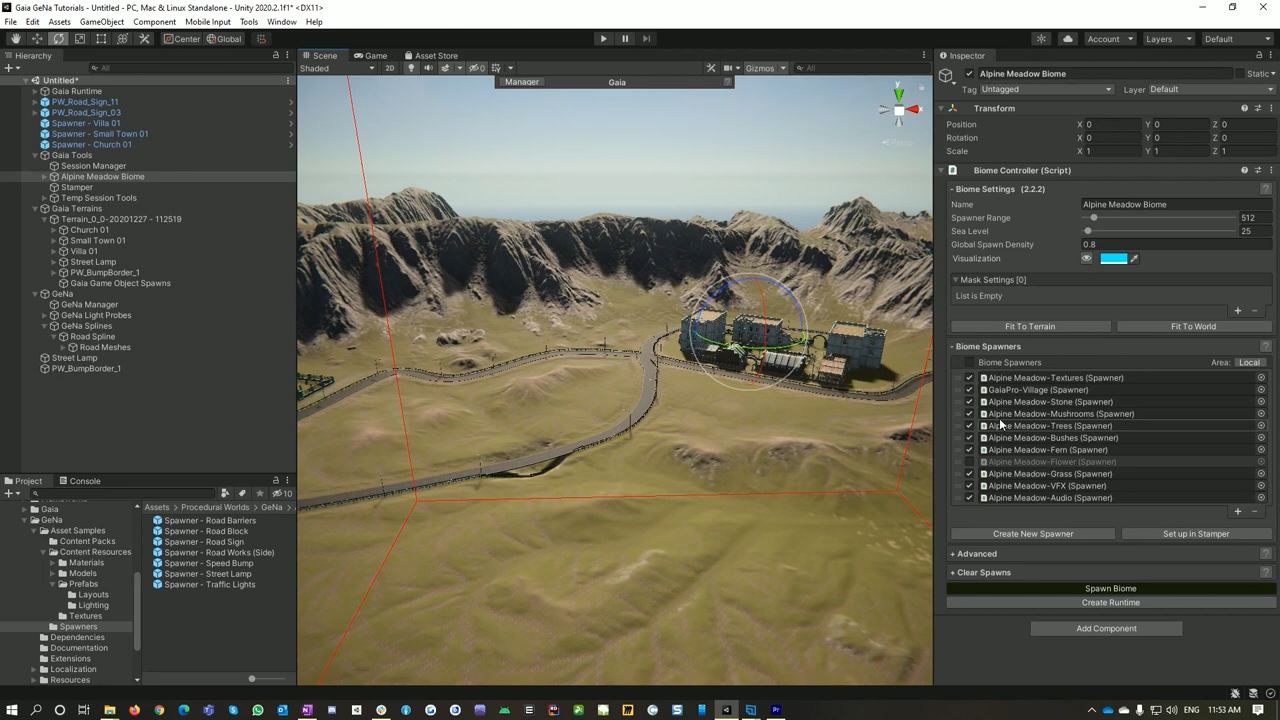 Gaia GeNa Tutorials - Untitled - PC, Mac & Linux Standalone - Unity 2020.2.1f1* <DX11>
File Edit Assets GameObject Component Mobile Input Tools Window Help
Center Global Account Layers Default
Hierarchy
All
Untitled*
Gaia Runtime
PW_Road_Sign_11
PW_Road_Sign_03
Spawner - Villa 01
Spawner - Small Town 01
Spawner - Church 01
Gaia Tools
Session Manager
Alpine Meadow Biome
Stamper
Temp Session Tools
Gaia Terrains
Terrain_0_0-20201227 - 112519
Church 01
Small Town 01
Villa 01
Street Lamp
PW_BumpBorder_1
Gaia Game Object Spawns
GeNa
GeNa Manager
GeNa Light Probes
GeNa Splines
Road Spline
Road Meshes
Street Lamp
PW_BumpBorder_1
Scene Game Asset Store
Shaded 2D 0 Gizmos All
Manager Gaia
y
x
Persp
Project Console
10
Gaia
GeNa
Asset Samples
Content Packs
Content Resources
Materials
Models
Prefabs
Layouts
Lighting
Textures
Spawners
Dependencies
Documentation
Extensions
Localization
Resources
Assets Procedural Worlds GeNa
Spawner - Road Barriers
Spawner - Road Block
Spawner - Road Sign
Spawner - Road Works (Side)
Spawner - Speed Bump
Spawner - Street Lamp
Spawner - Traffic Lights
Inspector
Alpine Meadow Biome Static
Tag Untagged Layer Default
Transform
Position X 0 Y 0 Z 0
Rotation X 0 Y 0 Z 0
Scale X 1 Y 1 Z 1
Biome Controller (Script)
- Biome Settings (2.2.2)
Name Alpine Meadow Biome
Spawner Range 512
Sea Level 25
Global Spawn Density 0.8
Visualization
Mask Settings [0]
List is Empty
Fit To Terrain Fit To World
- Biome Spawners
Biome Spawners Area: Local
Alpine Meadow-Textures (Spawner)
GaiaPro-Village (Spawner)
Alpine Meadow-Stone (Spawner)
Alpine Meadow-Mushrooms (Spawner)
Alpine Meadow-Trees (Spawner)
Alpine Meadow-Bushes (Spawner)
Alpine Meadow-Fern (Spawner)
Alpine Meadow-Flower (Spawner)
Alpine Meadow-Grass (Spawner)
Alpine Meadow-VFX (Spawner)
Alpine Meadow-Audio (Spawner)
Create New Spawner Set up in Stamper
+ Advanced
+ Clear Spawns
Spawn Biome
Create Runtime
Add Component
ENG 11:53 AM